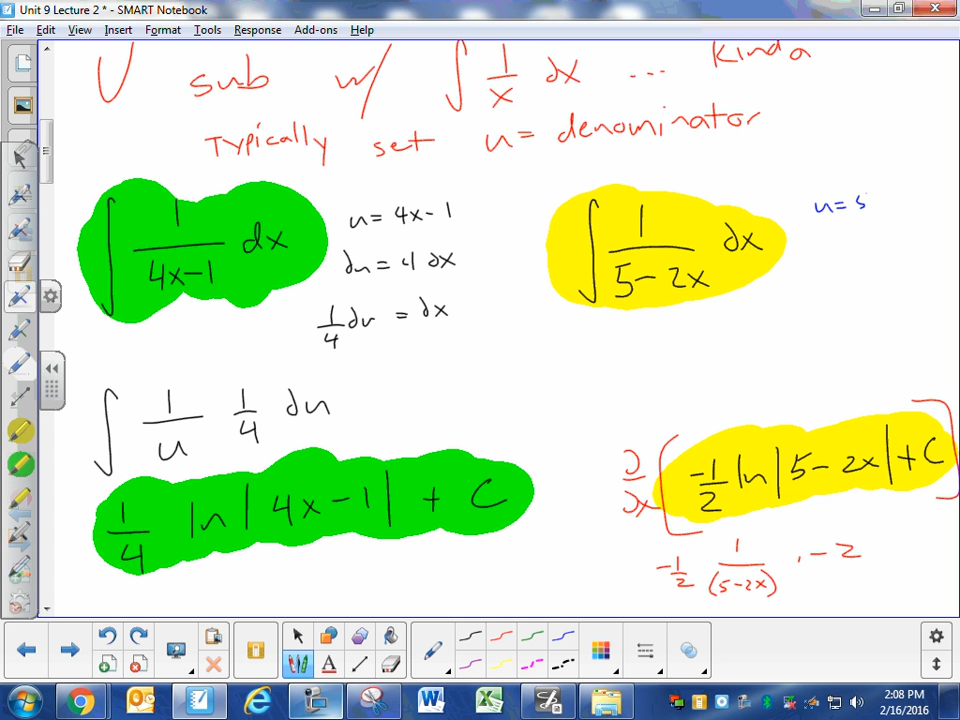 Unit 9 Lecture 2 * - SMART Notebook
File Edit View Insert Format Tools Response Add-ons Help
U sub w/ ∫ 1/x dx ... kinda
Typically set u= denominator
∫ 1/(4x-1) dx
u = 4x-1
du = 4 dx
1/4 du = dx
∫ 1/u 1/4 du
1/4 ln|4x-1| + C
∫ 1/(5-2x) dx
u= 5
d/dx [-1/2 ln|5-2x| + C]
-1/2 1/(5-2x) · -2
2:08 PM
2/16/2016